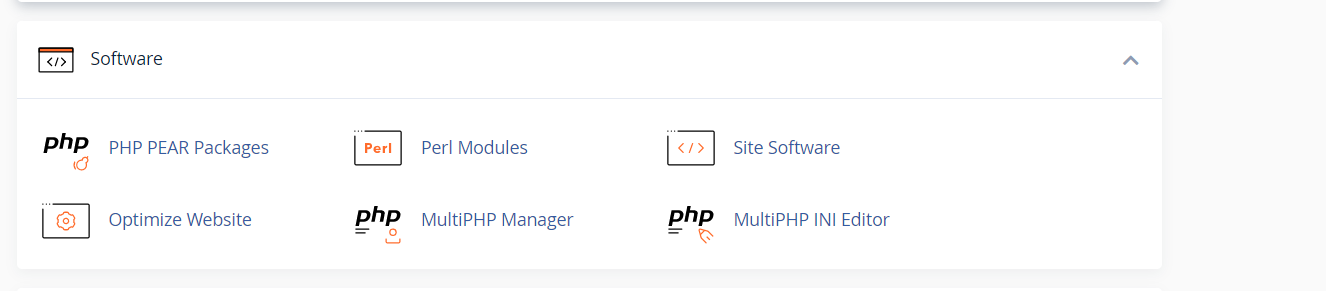 </> Software
php PHP PEAR Packages
Perl Perl Modules
</> Site Software
Optimize Website
php MultiPHP Manager
php MultiPHP INI Editor